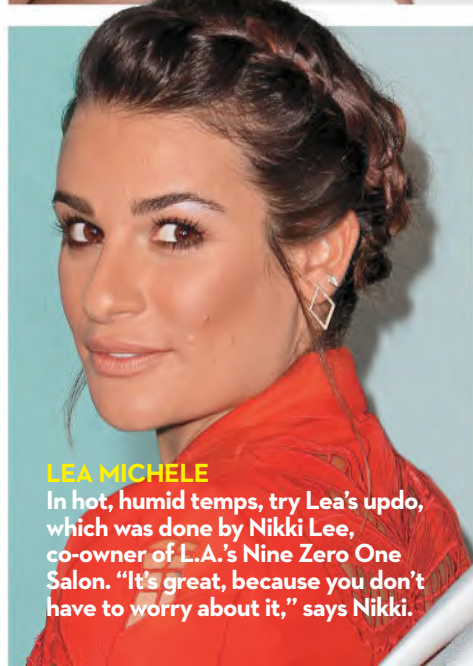 LEA MICHELE
In hot, humid temps, try Lea’s updo,
which was done by Nikki Lee,
co-owner of L.A.’s Nine Zero One
Salon. “It’s great, because you don’t
have to worry about it,” says Nikki.